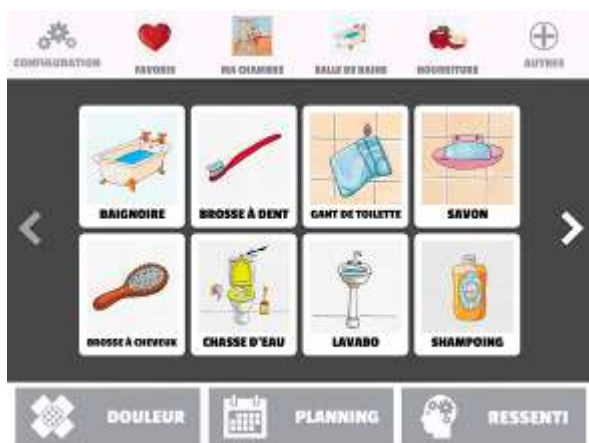 CONFIGURATION
FAVORIS
MA CHAMBRE
SALLE DE BAINS
NOURRITURE
AUTRES
BAIGNOIRE
BROSSE À DENT
GANT DE TOILETTE
SAVON
BROSSE À CHEVEUX
CHASSE D'EAU
LAVABO
SHAMPOING
DOULEUR
PLANNING
RESSENTI